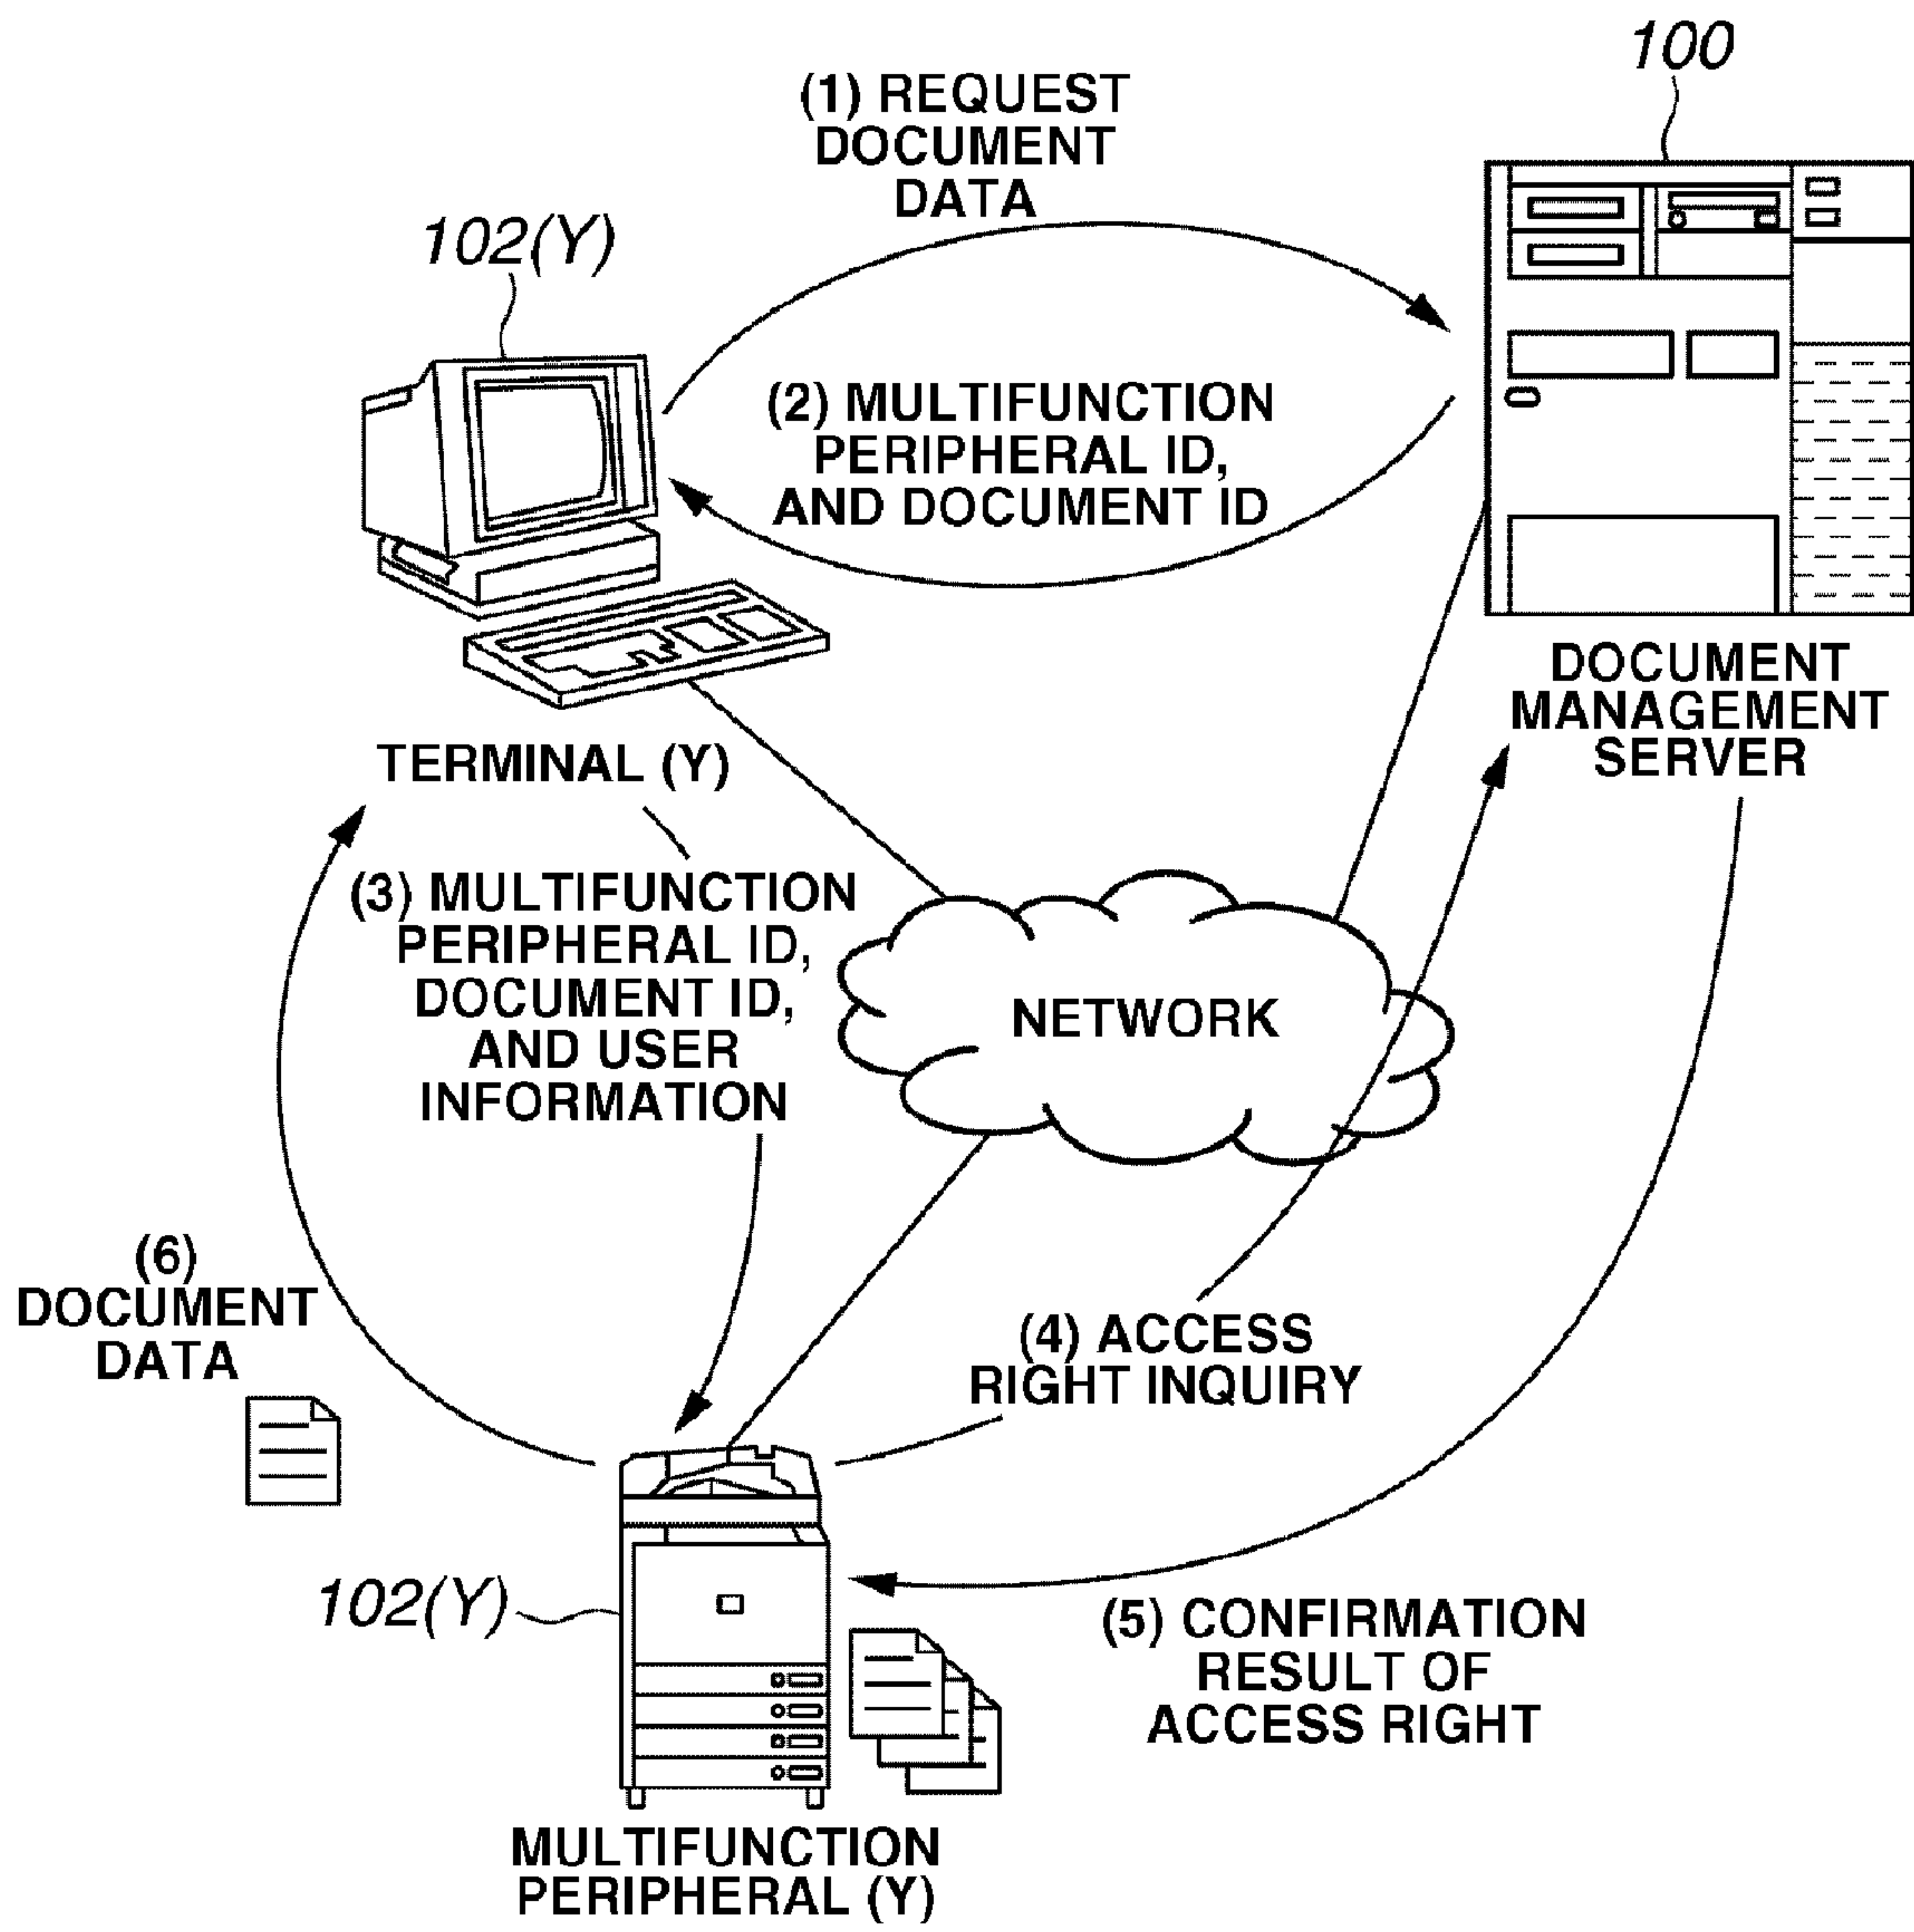 100
(1) REQUEST
DOCUMENT
DATA
102(Y)
(2) MULTIFUNCTION
PERIPHERAL ID,
AND DOCUMENT ID
DOCUMENT
MANAGEMENT
SERVER
TERMINAL (Y)
(3) MULTIFUNCTION
PERIPHERAL ID,
DOCUMENT ID,
AND USER
INFORMATION
NETWORK
(6)
DOCUMENT
DATA
(4) ACCESS
RIGHT INQUIRY
102(Y)
(5) CONFIRMATION
RESULT OF
ACCESS RIGHT
MULTIFUNCTION
PERIPHERAL (Y)